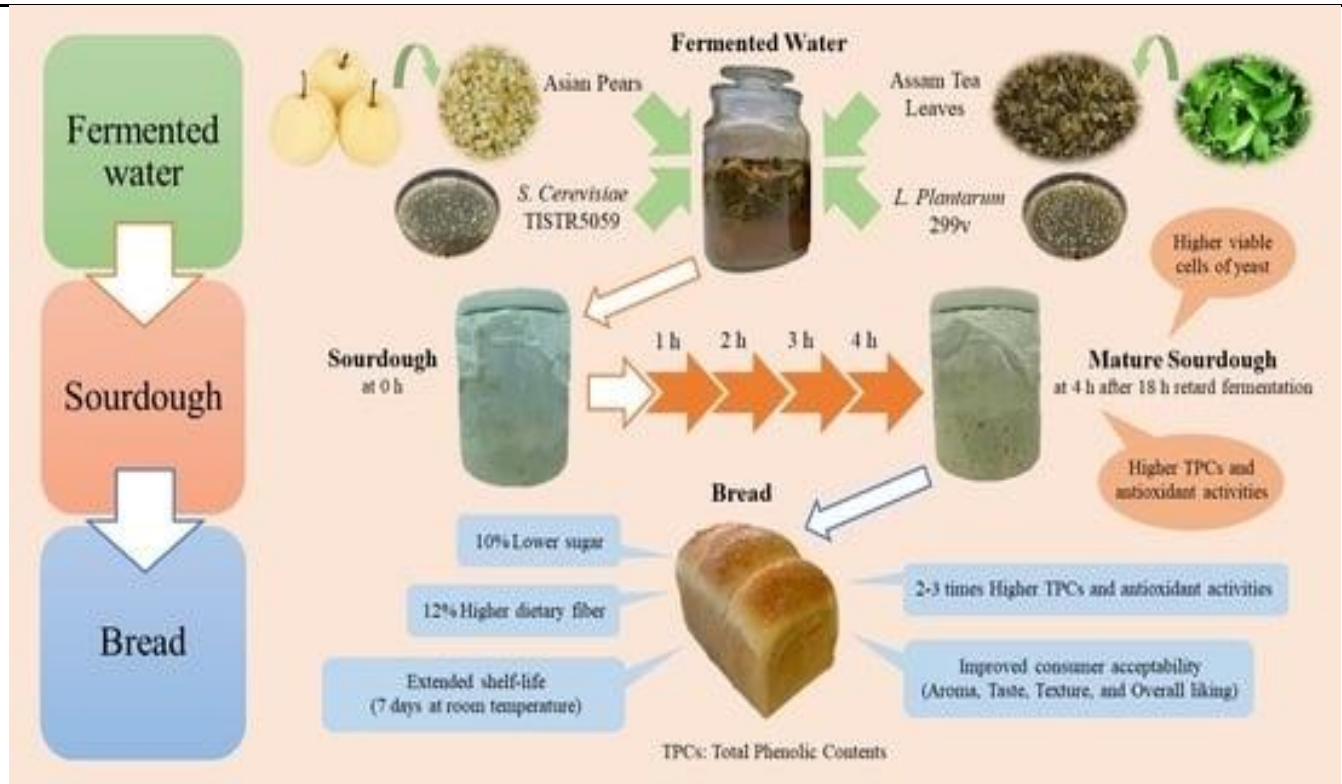 Fermented
water
Sourdough
Bread
Fermented Water
Asian Pears
Assam Tea
Leaves
S. Cerevisiae
TISTR5059
L. Plantarum
299v
Higher viable
cells of yeast
Sourdough
at 0 h
1 h
2 h
3 h
4 h
Mature Sourdough
at 4 h after 18 h retard fermentation
Higher TPCs and
antioxidant activities
Bread
10% Lower sugar
12% Higher dietary fiber
Extended shelf-life
(7 days at room temperature)
2-3 times Higher TPCs and antioxidant activities
Improved consumer acceptability
(Aroma, Taste, Texture, and Overall liking)
TPCs: Total Phenolic Contents